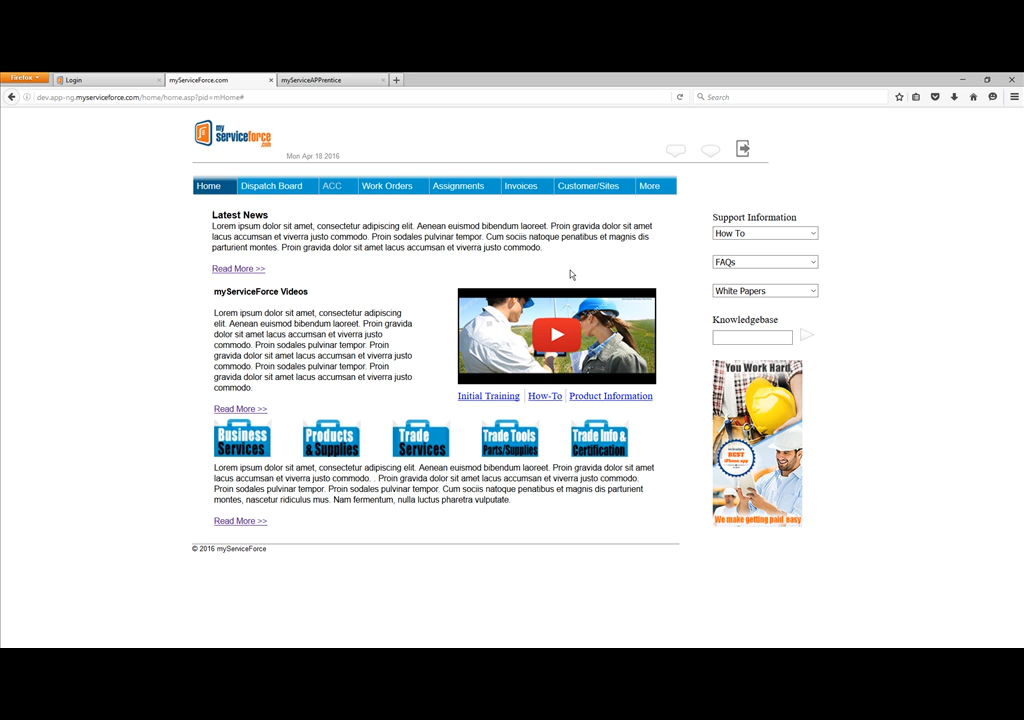 Firefox
Login
myServiceForce.com
myServiceAPPrentice
dev.app-ng.myserviceforce.com/home/home.asp?pid=mHome#
Search
my
serviceforce
.com
Mon Apr 18 2016
Home
Dispatch Board
ACC
Work Orders
Assignments
Invoices
Customer/Sites
More
Latest News
Lorem ipsum dolor sit amet, consectetur adipiscing elit. Aenean euismod bibendum laoreet. Proin gravida dolor sit amet
lacus accumsan et viverra justo commodo. Proin sodales pulvinar tempor. Cum sociis natoque penatibus et magnis dis
parturient montes. Proin gravida dolor sit amet lacus accumsan et viverra justo commodo.
Read More >>
myServiceForce Videos
Lorem ipsum dolor sit amet,
consectetur adipiscing
elit. Aenean euismod bibendum
laoreet. Proin gravida
dolor sit amet lacus accumsan
et viverra justo
commodo. Proin sodales
pulvinar tempor. Proin
gravida dolor sit amet lacus
accumsan et viverra justo
commodo. Proin sodales
pulvinar tempor. Proin
gravida dolor sit amet lacus
accumsan et viverra justo
commodo.
Read More >>
Initial Training
How-To
Product Information
Business
Services
Products
& Supplies
Trade
Services
Trade Tools
Parts/Supplies
Trade Info &
Certification
Lorem ipsum dolor sit amet, consectetur adipiscing elit. Aenean euismod bibendum laoreet. Proin gravida dolor sit amet
lacus accumsan et viverra justo commodo. . Proin gravida dolor sit amet lacus accumsan et viverra justo commodo.
Proin sodales pulvinar tempor. Proin sodales pulvinar tempor. Cum sociis natoque penatibus et magnis dis parturient
montes, nascetur ridiculus mus. Nam fermentum, nulla luctus pharetra vulputate.
Read More >>
© 2016 myServiceForce
Support Information
How To
FAQs
White Papers
Knowledgebase
You Work Hard,
BEST
iPhone app
We make getting paid easy